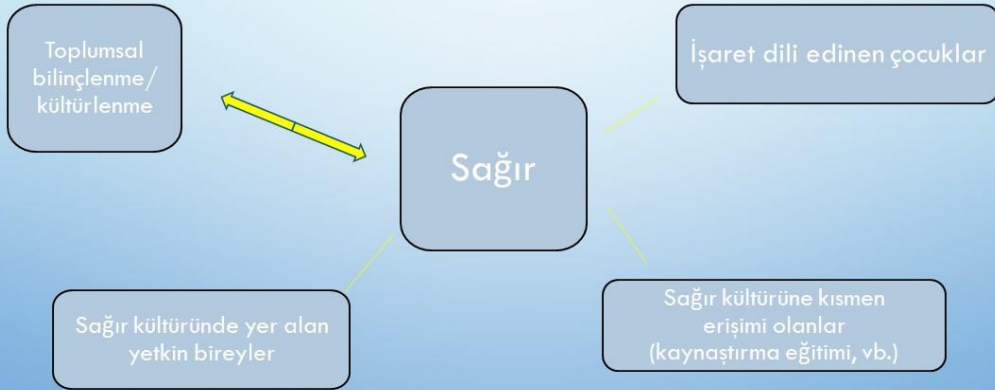 Toplumsal
bilinçlenme/
kültürlenme
İşaret dili edinen çocuklar
Sağır
Sağır kültüründe yer alan
yetkin bireyler
Sağır kültürüne kısmen
erişimi olanlar
(kaynaştırma eğitimi, vb.)